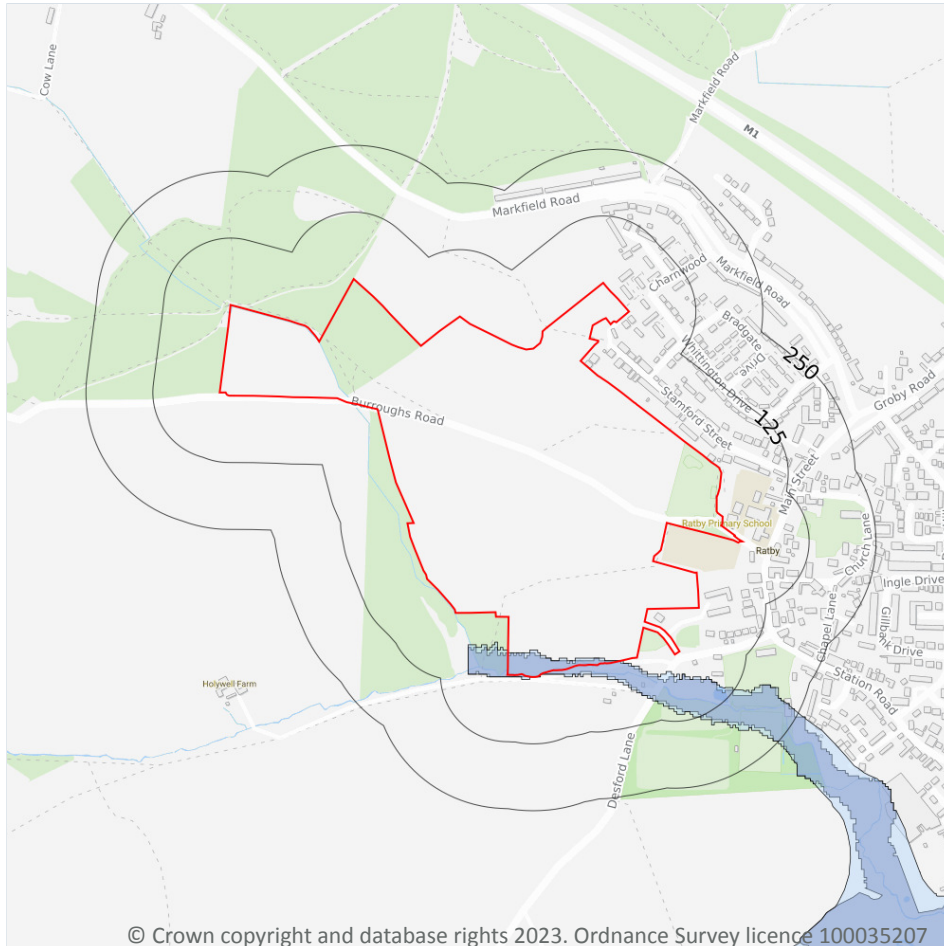 Cow Lane
Markfield Road
M1
Markfield Road
Charnwood
Markfield Road
Bradgate
Drive
Whittington Drive
250
125
Groby Road
Burroughs Road
Stamford Street
Main Street
Ratby Primary School
Ratby
Church Lane
Ingle Drive
Gillbank Drive
Chapel Lane
Station Road
Holywell Farm
Desford Lane
© Crown copyright and database rights 2023. Ordnance Survey licence 100035207